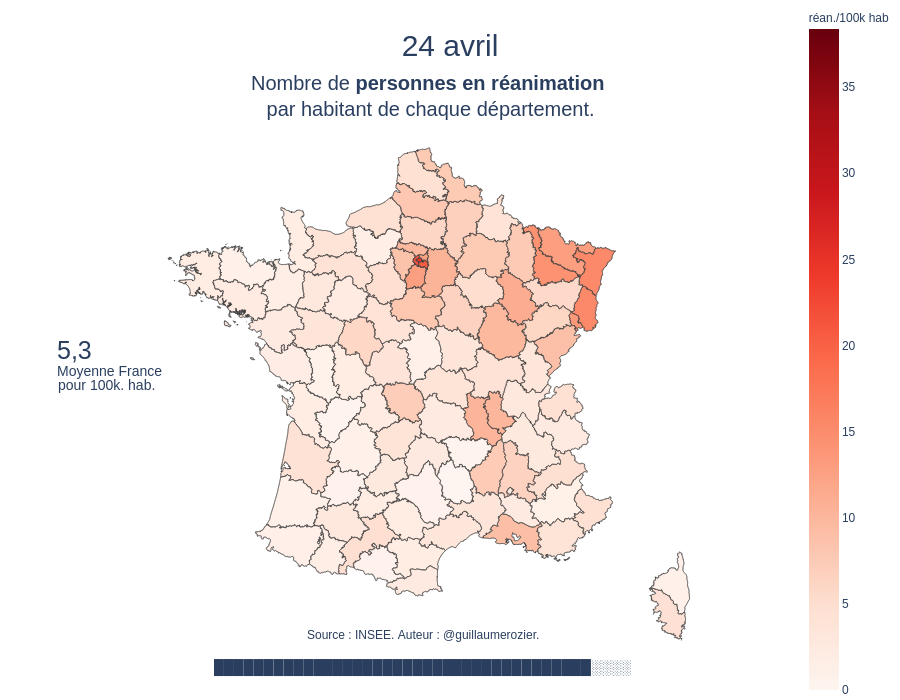 réan./100k hab
24 avril
Nombre de personnes en réanimation
par habitant de chaque département.
35
30
25
20
15
10
5
0
5,3
Moyenne France
pour 100k. hab.
Source : INSEE. Auteur : @guillaumerozier.